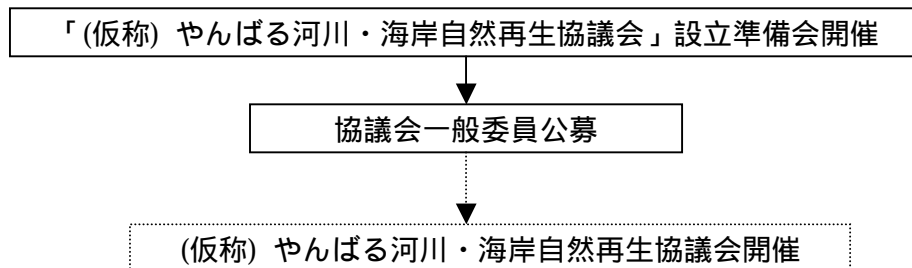 「(仮称) やんばる河川・海岸自然再生協議会」設立準備会開催
協議会一般委員公募
(仮称) やんばる河川・海岸自然再生協議会開催